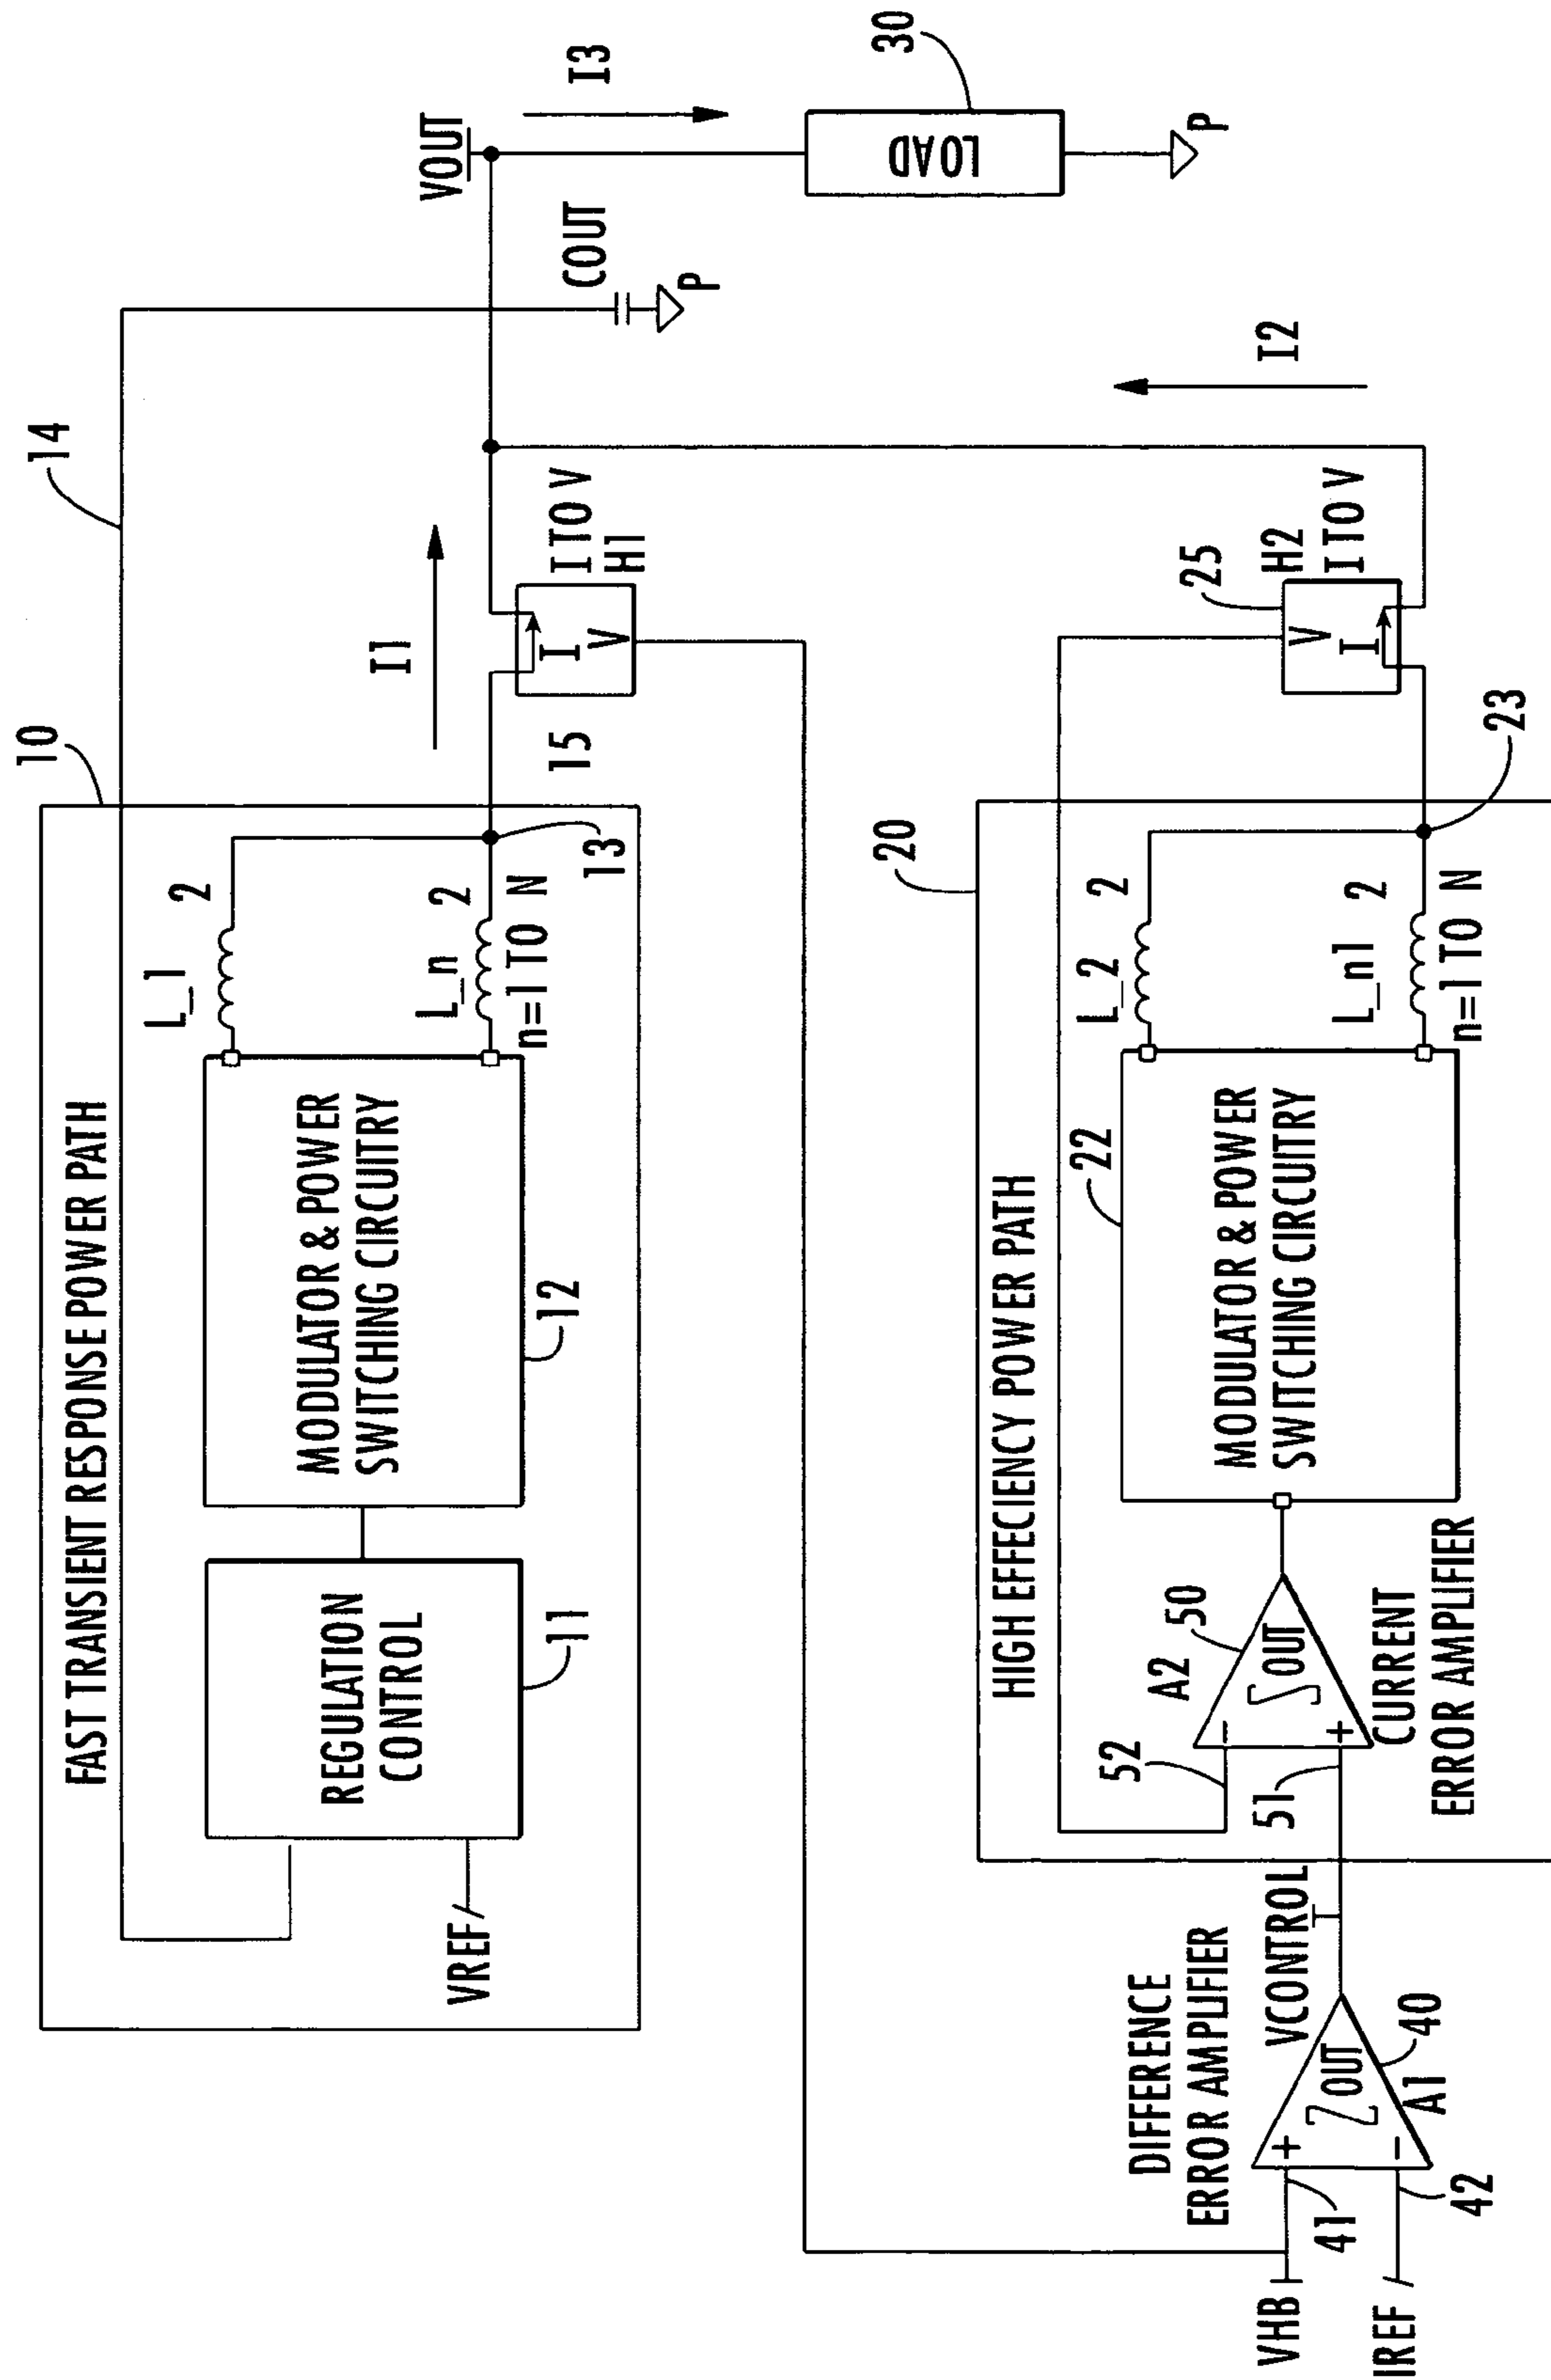 10
14
FAST TRANSIENT RESPONSE POWER PATH
REGULATION
CONTROL
11
VREF
MODULATOR & POWER
SWITCHING CIRCUITRY
12
L_1
2
L_n
2
n=1 TO N
13
15
I1
I TO V
H1
I
V
VOUT
COUT
P
I3
30
LOAD
P
I2
20
HIGH EFFECIENCY POWER PATH
22
MODULATOR & POWER
SWITCHING CIRCUITRY
L_2
2
L_n1
2
n=1 TO N
23
25
H2
I TO V
V
I
A2
50
OUT
-
+
52
51
CURRENT
ERROR AMPLIFIER
VCONTROL
DIFFERENCE
ERROR AMPLIFIER
OUT
+
-
40
A1
41
42
VHB
IREF